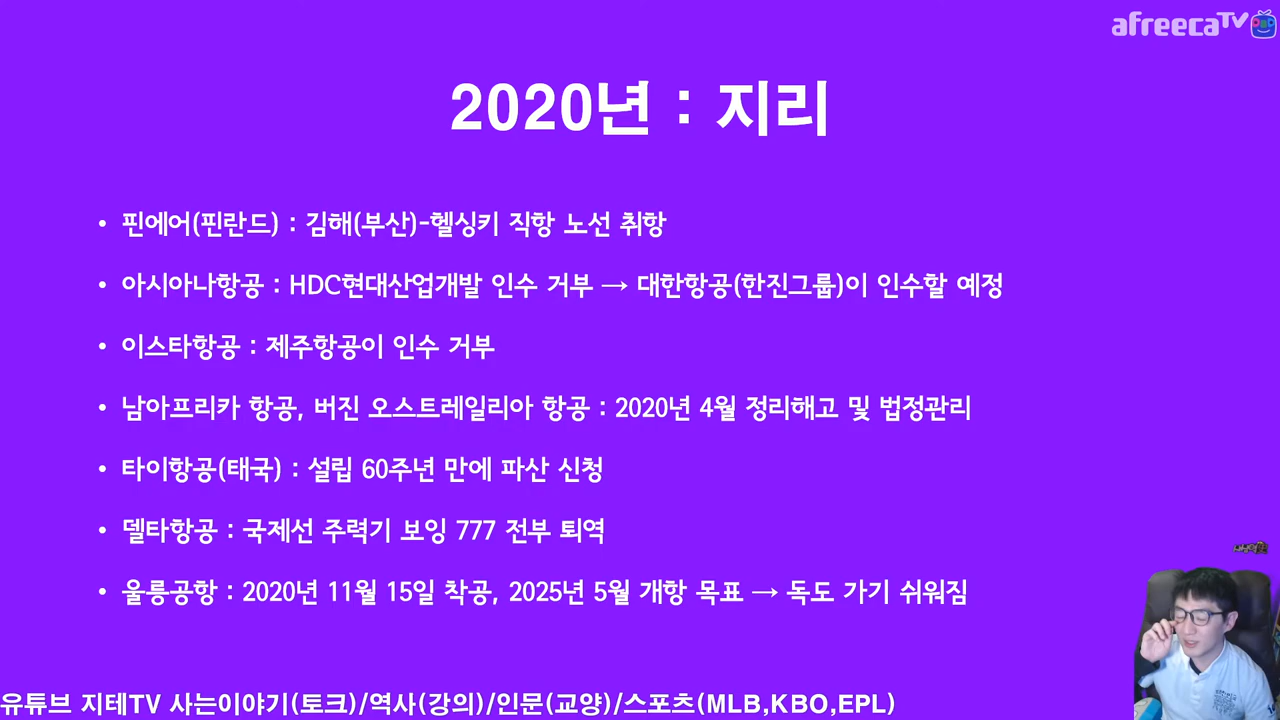 afreecaTV
2020년 : 지리
• 핀에어(핀란드) : 김해(부산)-헬싱키 직항 노선 취항
• 아시아나항공 : HDC현대산업개발 인수 거부 → 대한항공(한진그룹)이 인수할 예정
• 이스타항공 : 제주항공이 인수 거부
• 남아프리카 항공, 버진 오스트레일리아 항공 : 2020년 4월 정리해고 및 법정관리
• 타이항공(태국) : 설립 60주년 만에 파산 신청
• 델타항공 : 국제선 주력기 보잉 777 전부 퇴역
• 울릉공항 : 2020년 11월 15일 착공, 2025년 5월 개항 목표 → 독도 가기 쉬워짐
유튜브 지테TV 사는이야기(토크)/역사(강의)/인문(교양)/스포츠(MLB,KBO,EPL)